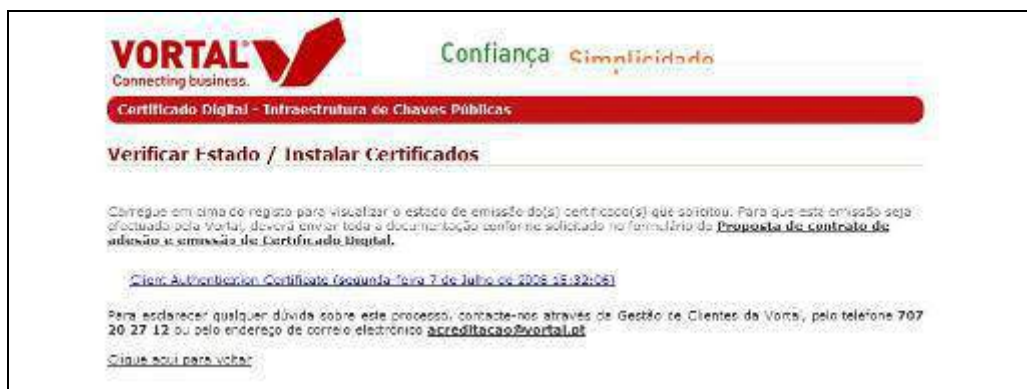 VORTAL
Connecting business.
Confiança Simplicidade
Certificado Digital - Infraestrutura de Chaves Públicas
Verificar Estado / Instalar Certificados
Carregue em cima do registo para visualizar o estado de emissão do(s) certificado(s) que solicitou. Para que esta emissão seja
efectuada pela Vortal, deverá enviar toda a documentação conforme solicitado no formulário da Proposta de contrato de
adesão e emissão de Certificado Digital.
Client Authentication Certificate (segunda-feira 7 de Julho de 2008 16:32:06)
Para esclarecer qualquer dúvida sobre este processo, contacte-nos através de Gestão de Clientes da Vortal, pelo telefone 707
20 27 12 ou pelo endereço de correio electrónico acreditacao@vortal.pt
Clique aqui para voltar